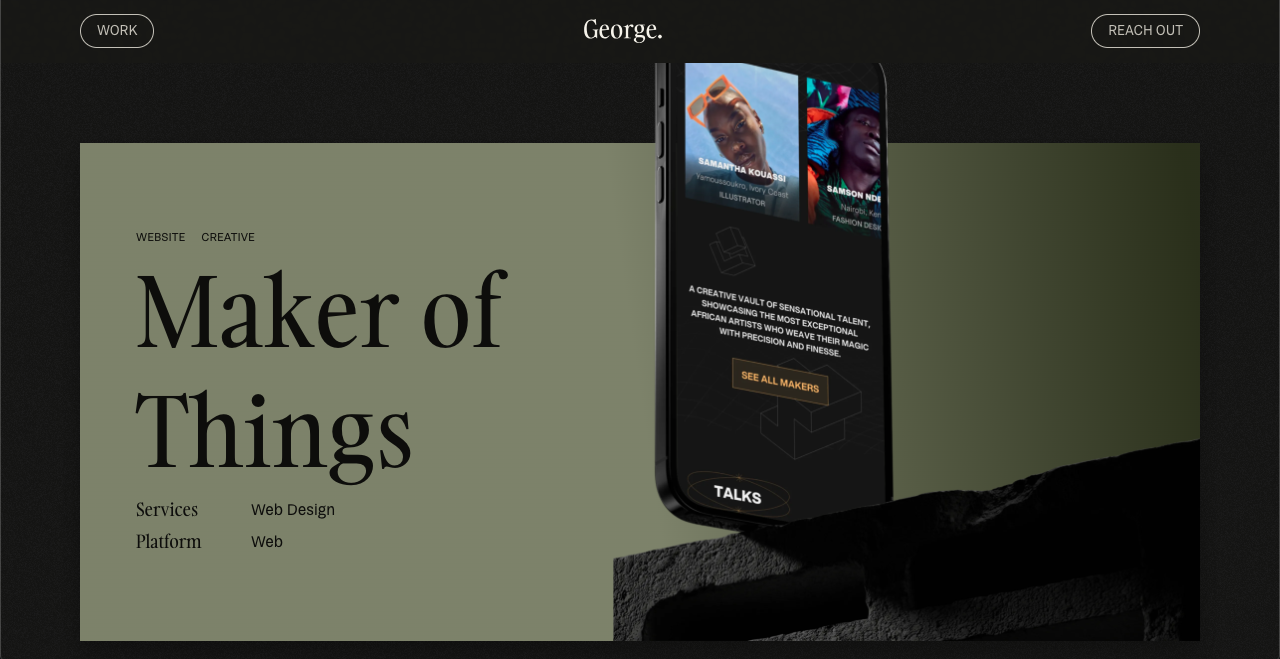 WORK
George.
REACH OUT
SAMANTHA KOUASSI
Yamoussoukro, Ivory Coast
ILLUSTRATOR
SAMSON NDE
Nairobi, Ken
FASHION DESI
WEBSITE CREATIVE
Maker of
Things
Services Web Design
Platform Web
A CREATIVE VAULT OF SENSATIONAL TALENT,
SHOWCASING THE MOST EXCEPTIONAL
AFRICAN ARTISTS WHO WEAVE THEIR MAGIC
WITH PRECISION AND FINESSE.
SEE ALL MAKERS
TALKS